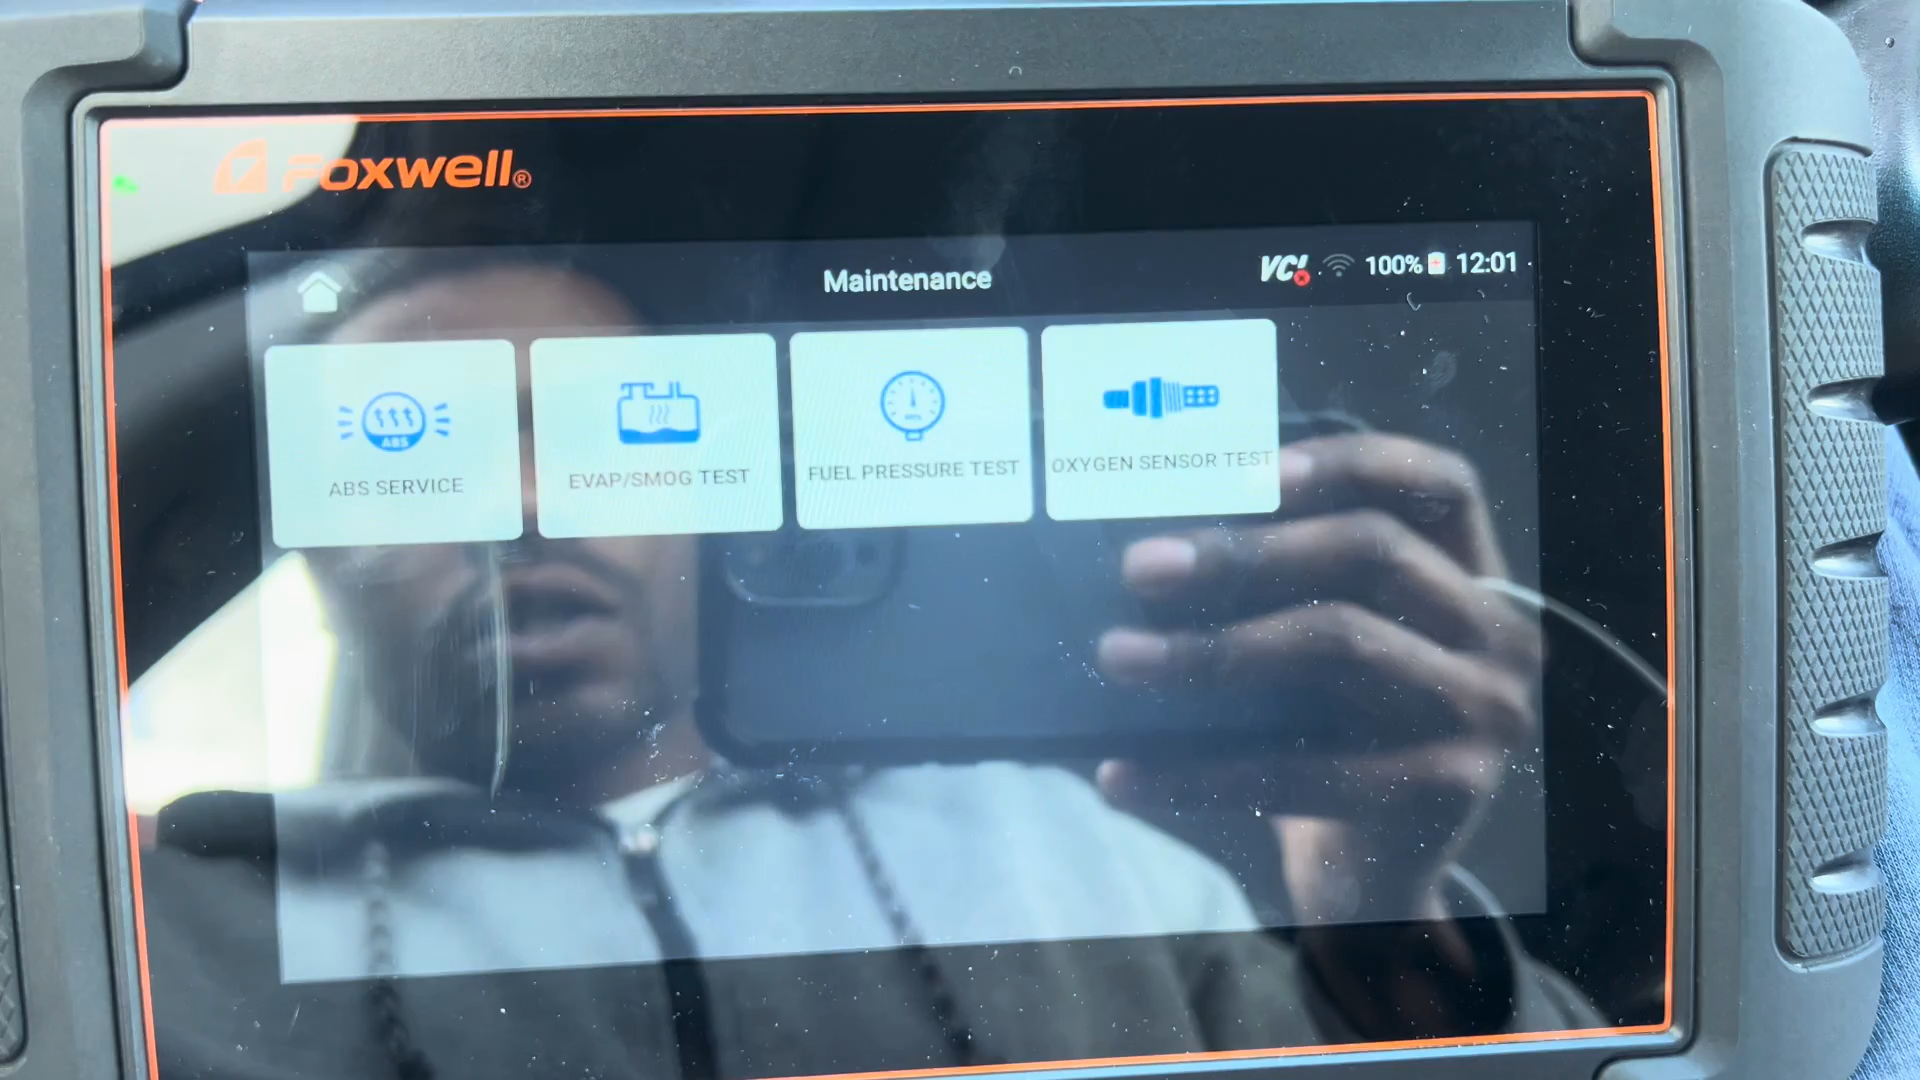 Foxwell®
Maintenance
VCI 100% 12:01
ABS
ABS SERVICE
EVAP/SMOG TEST
FUEL PRESSURE TEST
OXYGEN SENSOR TEST